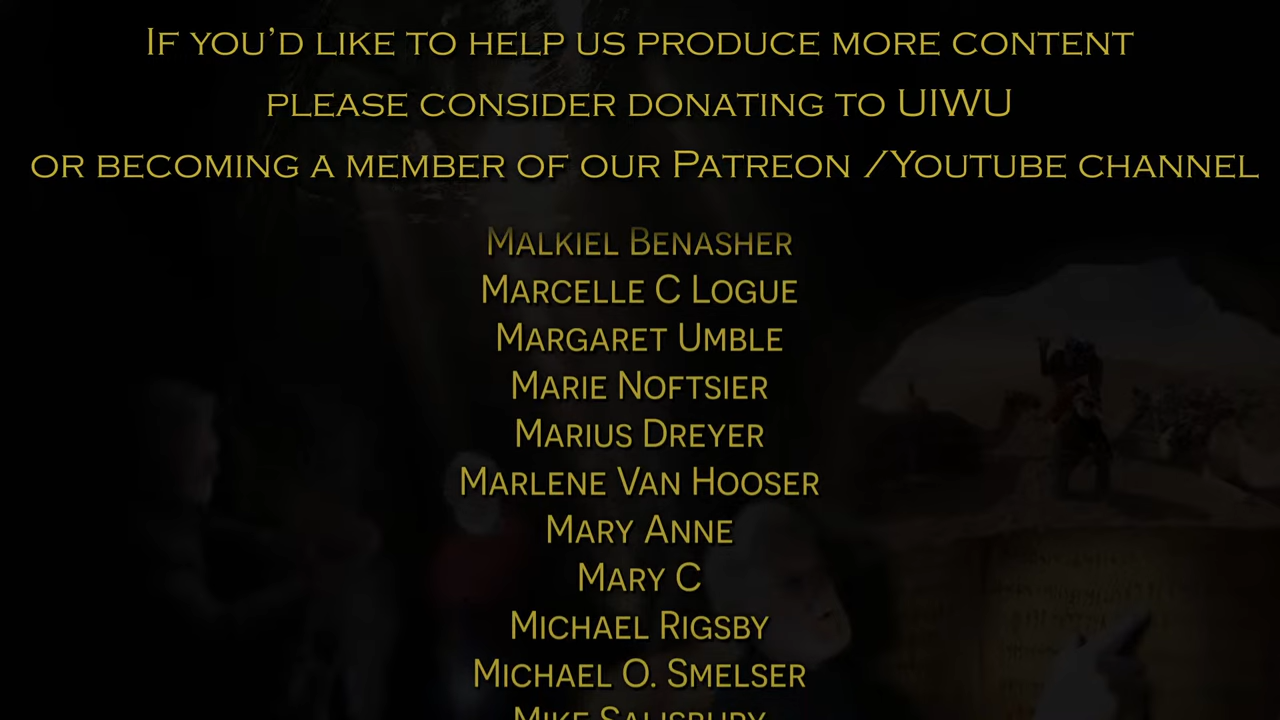 If you’d like to help us produce more content
please consider donating to UIWU
or becoming a member of our Patreon /Youtube channel
Malkiel Benasher
Marcelle C Logue
Margaret Umble
Marie Noftsier
Marius Dreyer
Marlene Van Hooser
Mary Anne
Mary C
Michael Rigsby
Michael O. Smelser
Mike Salisbury